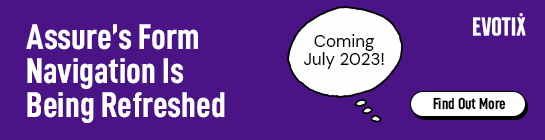 Assure's Form
Navigation Is
Being Refreshed
Coming
July 2023!
EVOTIX
Find Out More